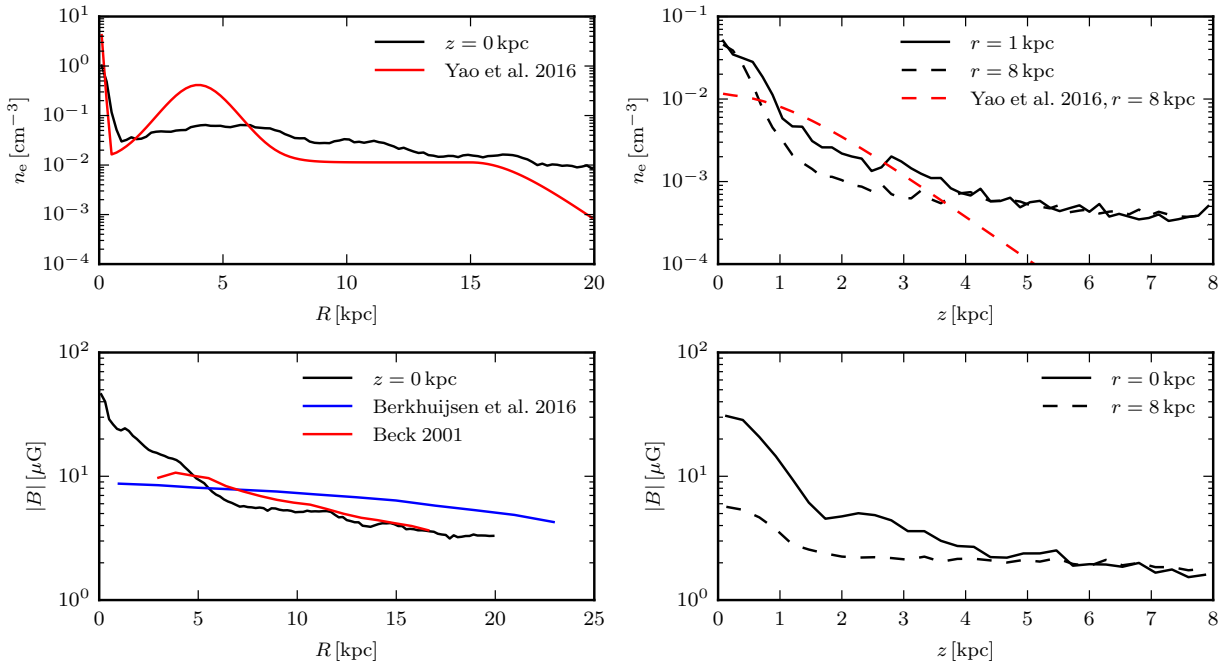 10^1
10^0
10^{-1}
10^{-2}
10^{-3}
10^{-4}
n_e [cm^{-3}]
0 5 10 15 20
R [kpc]
z = 0 kpc
Yao et al. 2016
10^{-1}
10^{-2}
10^{-3}
10^{-4}
n_e [cm^{-3}]
0 1 2 3 4 5 6 7 8
z [kpc]
r = 1 kpc
r = 8 kpc
Yao et al. 2016, r = 8 kpc
10^2
10^1
10^0
|B| [μG]
0 5 10 15 20 25
R [kpc]
z = 0 kpc
Berkhuijsen et al. 2016
Beck 2001
10^2
10^1
10^0
|B| [μG]
0 1 2 3 4 5 6 7 8
z [kpc]
r = 0 kpc
r = 8 kpc